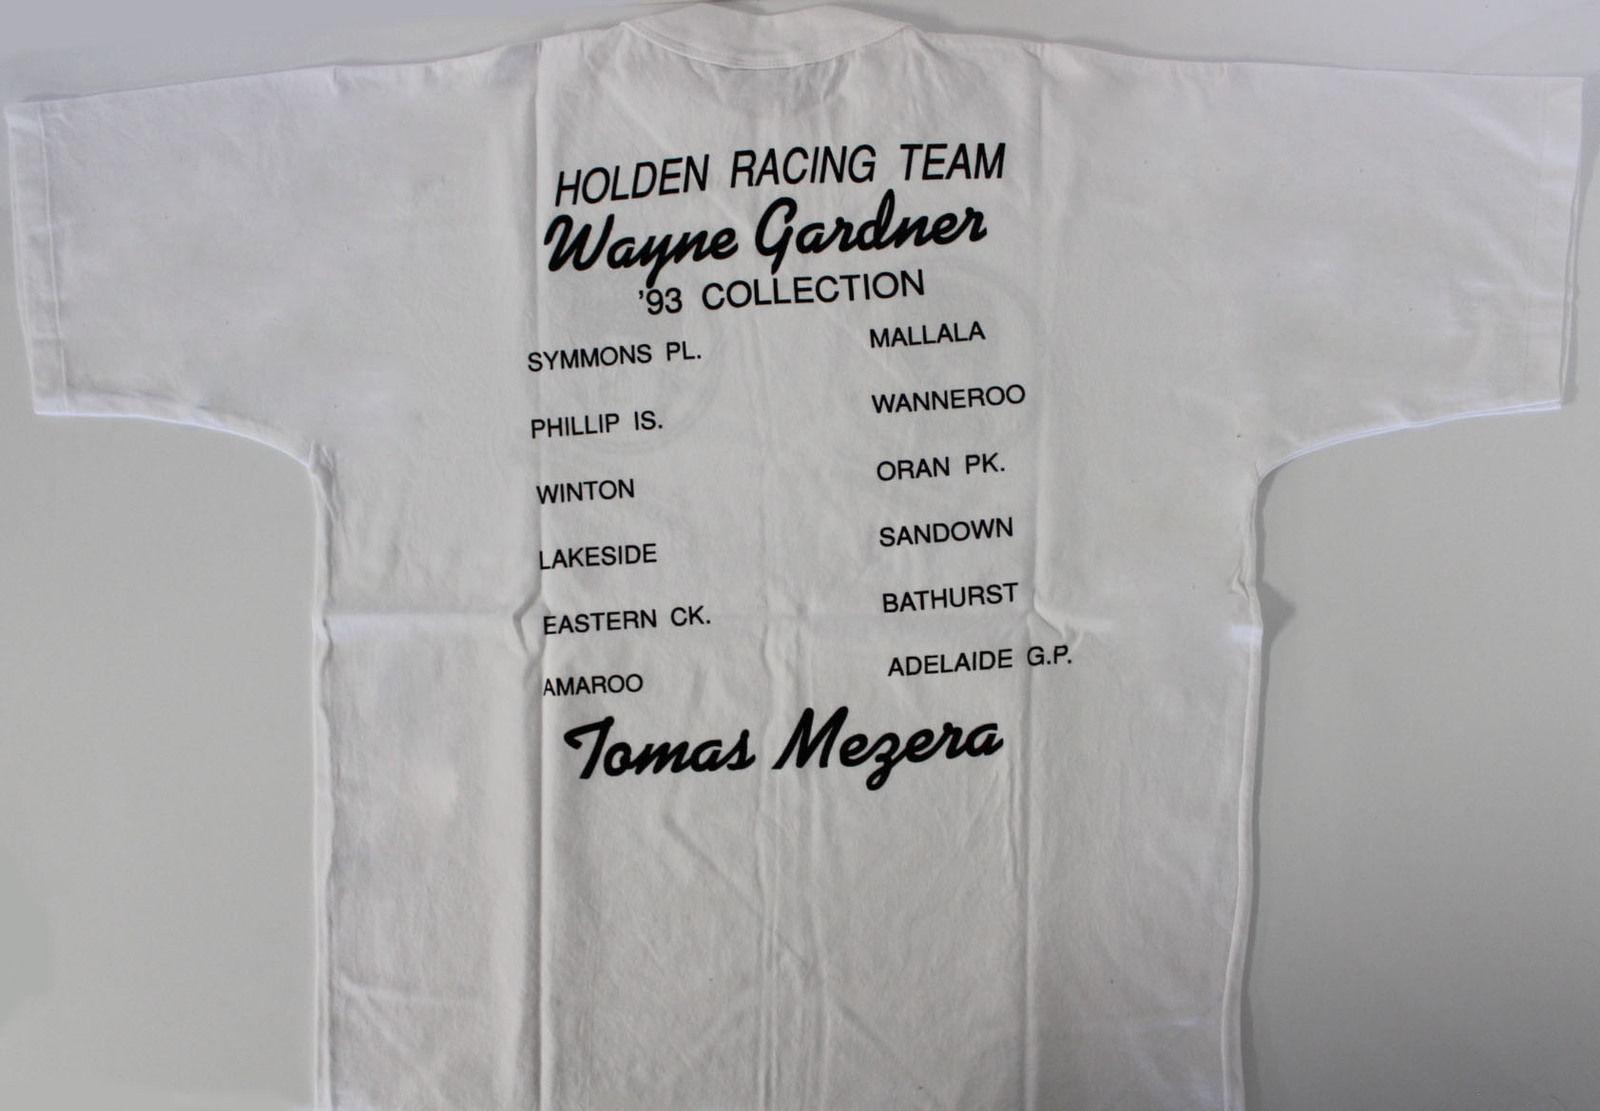 HOLDEN RACING TEAM
Wayne Gardner
'93 COLLECTION
SYMMONS PL.
PHILLIP IS.
WINTON
LAKESIDE
EASTERN CK.
AMAROO
MALLALA
WANNEROO
ORAN PK.
SANDOWN
BATHURST
ADELAIDE G.P.
Tomas Mezera